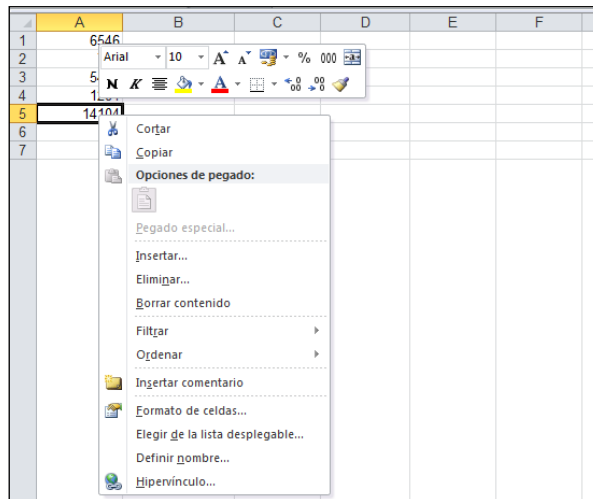 A B C D E F
1 6546
2
3
4
5 14104
6
7
Arial 10 A A % 000
N K A
Cortar
Copiar
Opciones de pegado:
Pegado especial...
Insertar...
Eliminar...
Borrar contenido
Filtrar
Ordenar
Insertar comentario
Formato de celdas...
Elegir de la lista desplegable...
Definir nombre...
Hipervínculo...